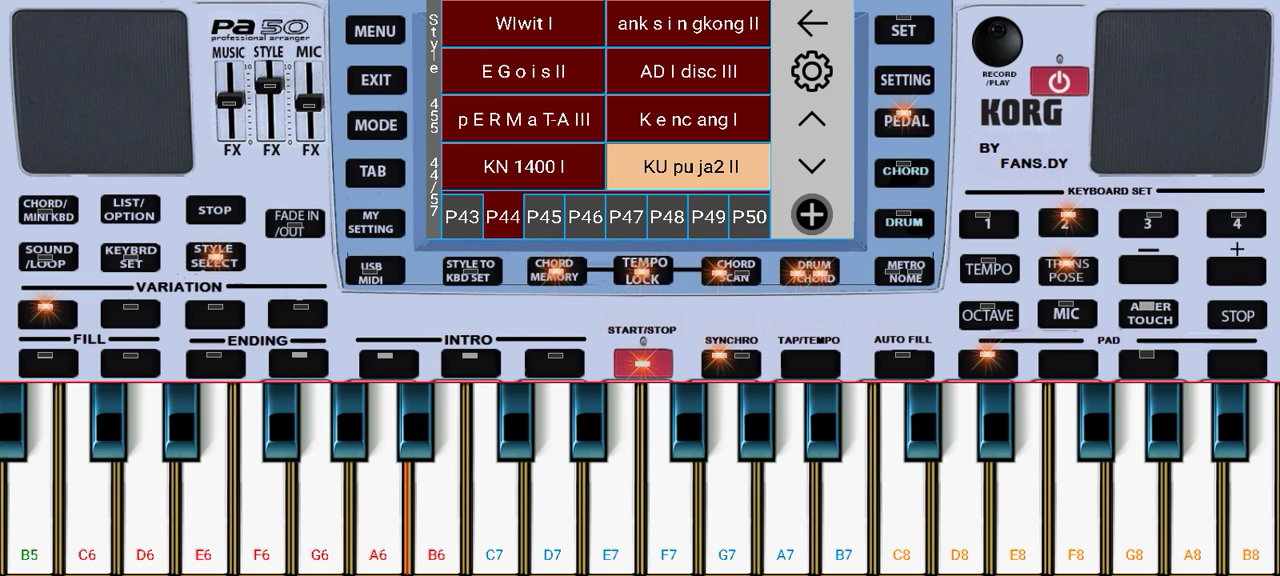 Pa 50
professional arranger
MUSIC STYLE MIC
10 10
0 0
FX FX FX
CHORD/ MINI KBD
LIST/ OPTION
STOP
FADE IN /OUT
SOUND /LOOP
KEYBRD SET
STYLE SELECT
VARIATION
FILL
ENDING
MENU
EXIT
MODE
TAB
MY SETTING
USB MIDI
Style 455 44/57
WIwit I
ank s i n gkong II
E G o i s II
AD I disc III
pERMaT-A III
K e nc ang I
KN 1400 I
KU pu ja2 II
P43 P44 P45 P46 P47 P48 P49 P50
STYLE TO KBD SET
CHORD MEMORY
TEMPO LOCK
CHORD SCAN
DRUM /CHORD
METRO NOME
SET
SETTING
PEDAL
CHORD
DRUM
INTRO
START/STOP
SYNCHRO
TAP/TEMPO
AUTO FILL
RECORD /PLAY
KORG
BY
FANS.DY
KEYBOARD SET
1 2 3 4
TEMPO
TRANS POSE
−
+
OCTAVE
MIC
AFTER TOUCH
STOP
PAD
B5 C6 D6 E6 F6 G6 A6 B6 C7 D7 E7 F7 G7 A7 B7 C8 D8 E8 F8 G8 A8 B8